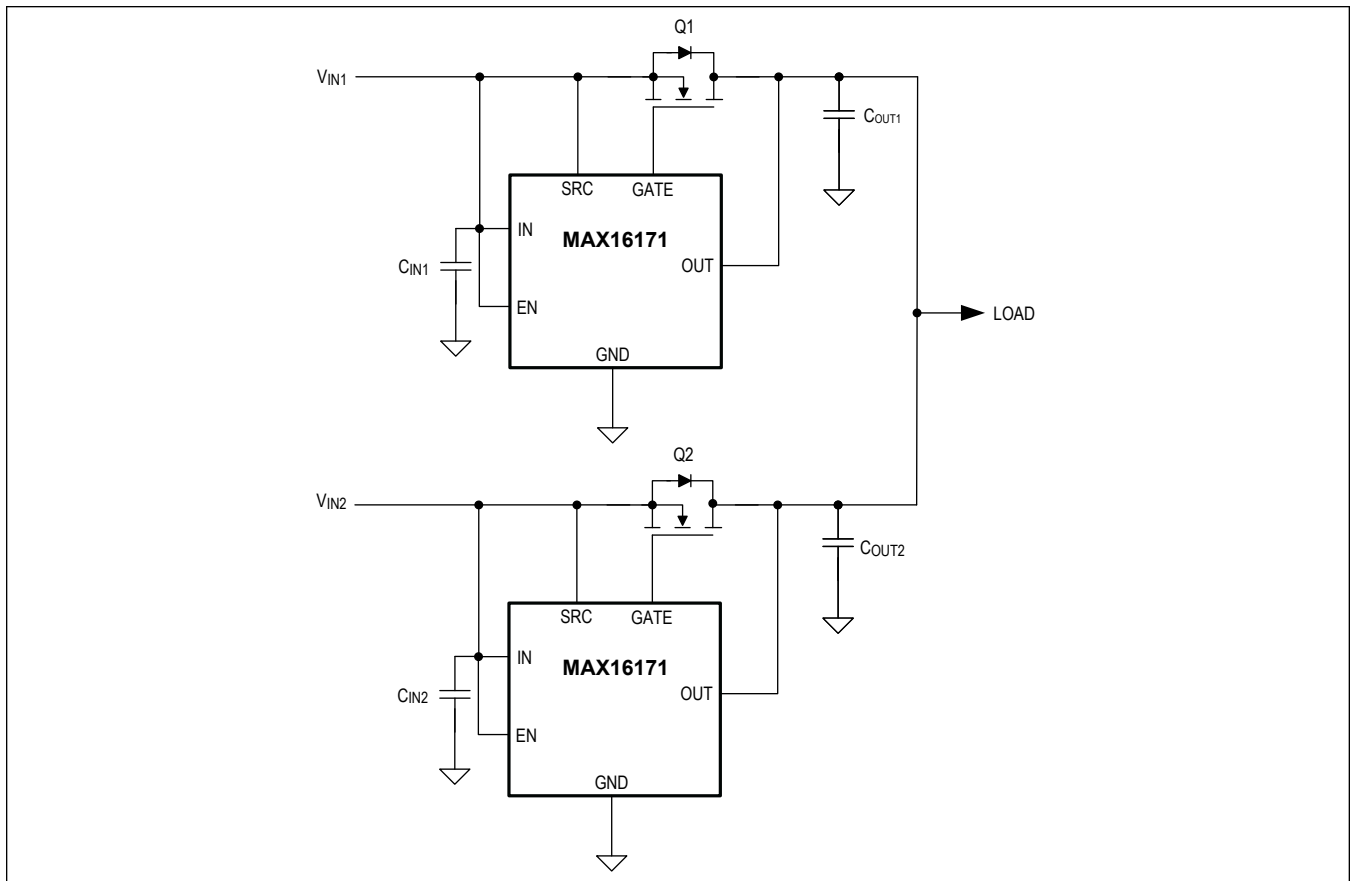 Q1
VIN1
COUT1
SRC GATE
IN
MAX16171
OUT
CIN1
EN
LOAD
GND
Q2
VIN2
COUT2
SRC GATE
IN
MAX16171
OUT
CIN2
EN
GND